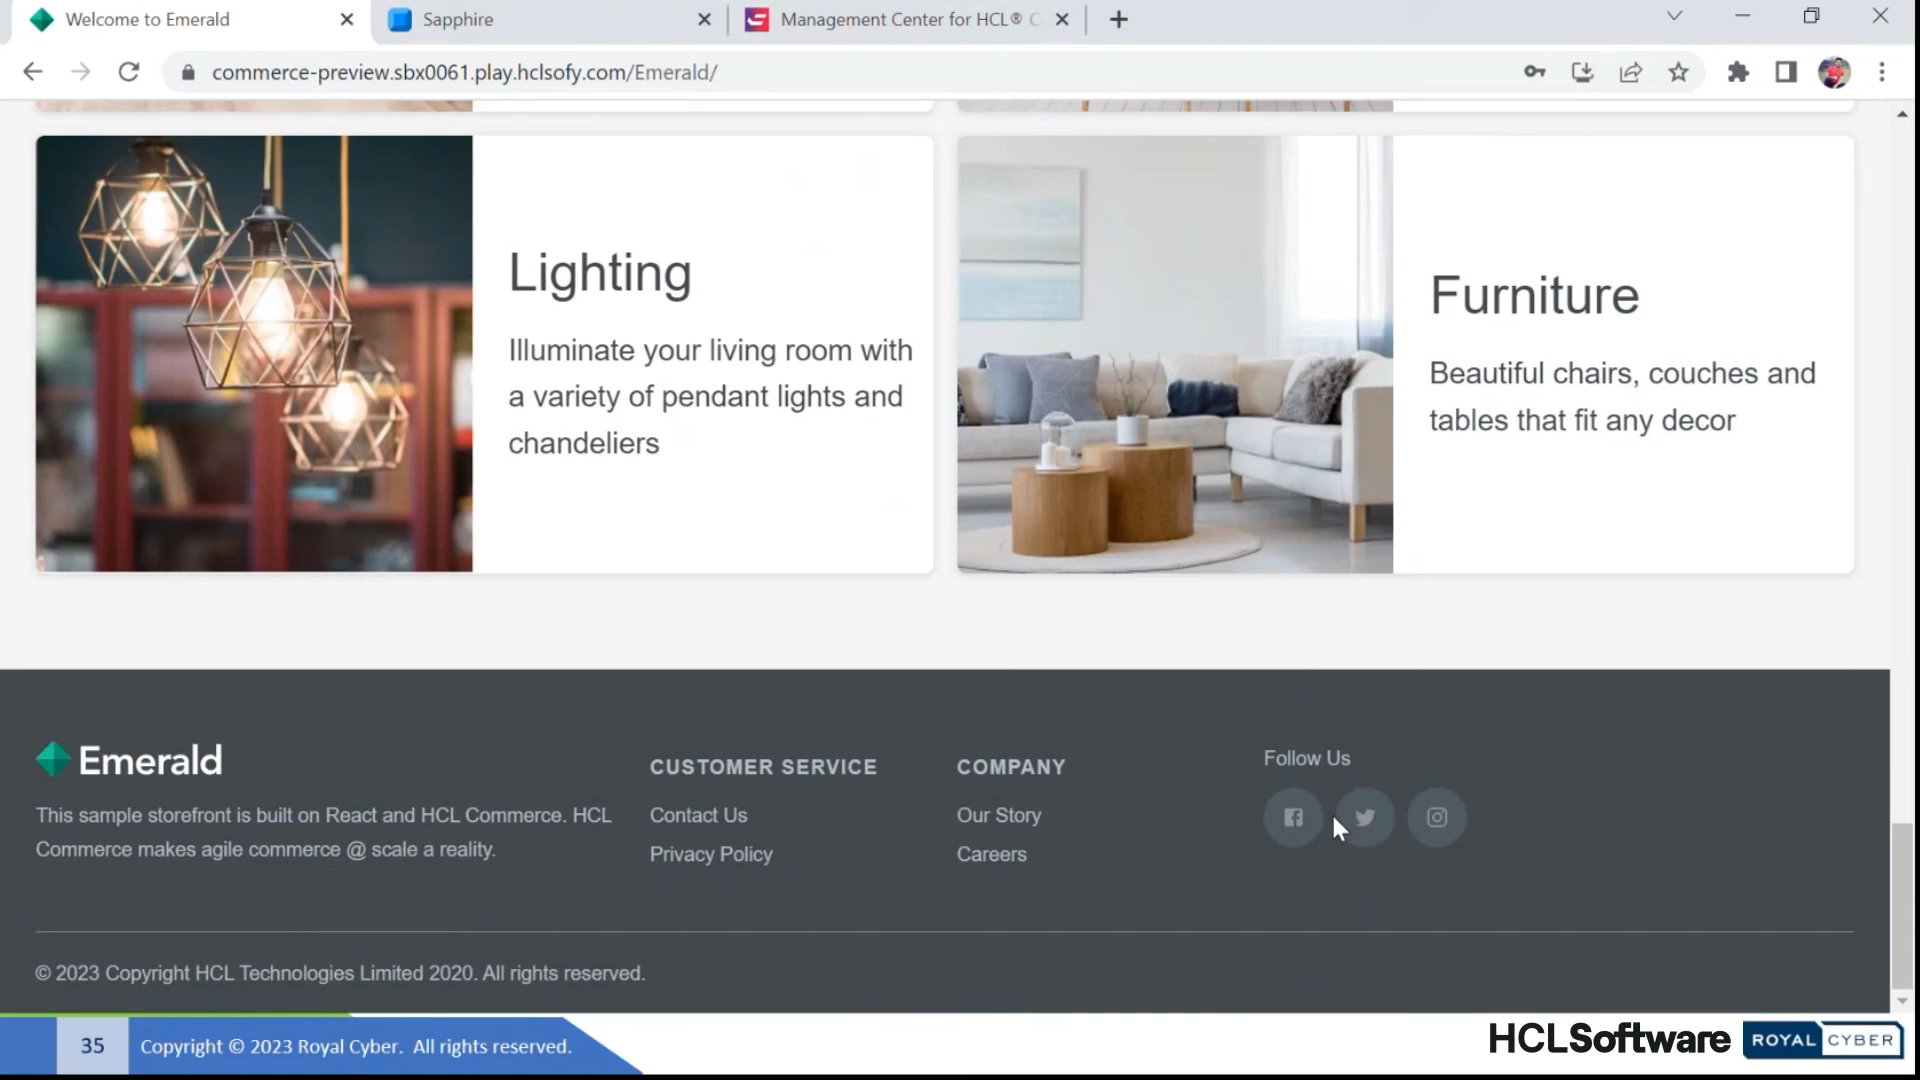 Welcome to Emerald
Sapphire
Management Center for HCL® C
commerce-preview.sbx0061.play.hclsofy.com/Emerald/
Lighting
Illuminate your living room with
a variety of pendant lights and
chandeliers
Furniture
Beautiful chairs, couches and
tables that fit any decor
Emerald
This sample storefront is built on React and HCL Commerce. HCL
Commerce makes agile commerce @ scale a reality.
CUSTOMER SERVICE
Contact Us
Privacy Policy
COMPANY
Our Story
Careers
Follow Us
© 2023 Copyright HCL Technologies Limited 2020. All rights reserved.
35
Copyright © 2023 Royal Cyber. All rights reserved.
HCLSoftware
ROYAL CYBER